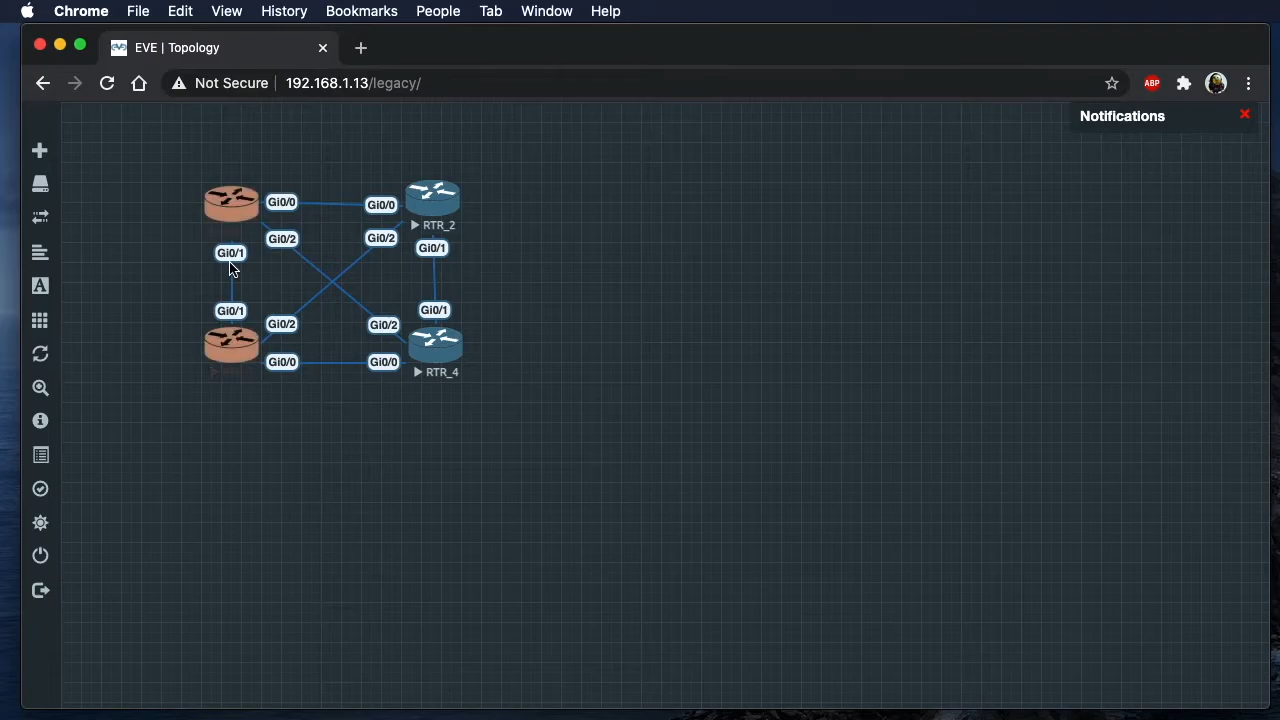 Chrome File Edit View History Bookmarks People Tab Window Help
EVE | Topology
Not Secure 192.168.1.13/legacy/
ABP
Notifications
Gi0/0 Gi0/0
RTR_2
Gi0/2 Gi0/2
Gi0/1 Gi0/1
Gi0/1 Gi0/1
Gi0/2 Gi0/2
Gi0/0 Gi0/0
RTR_4